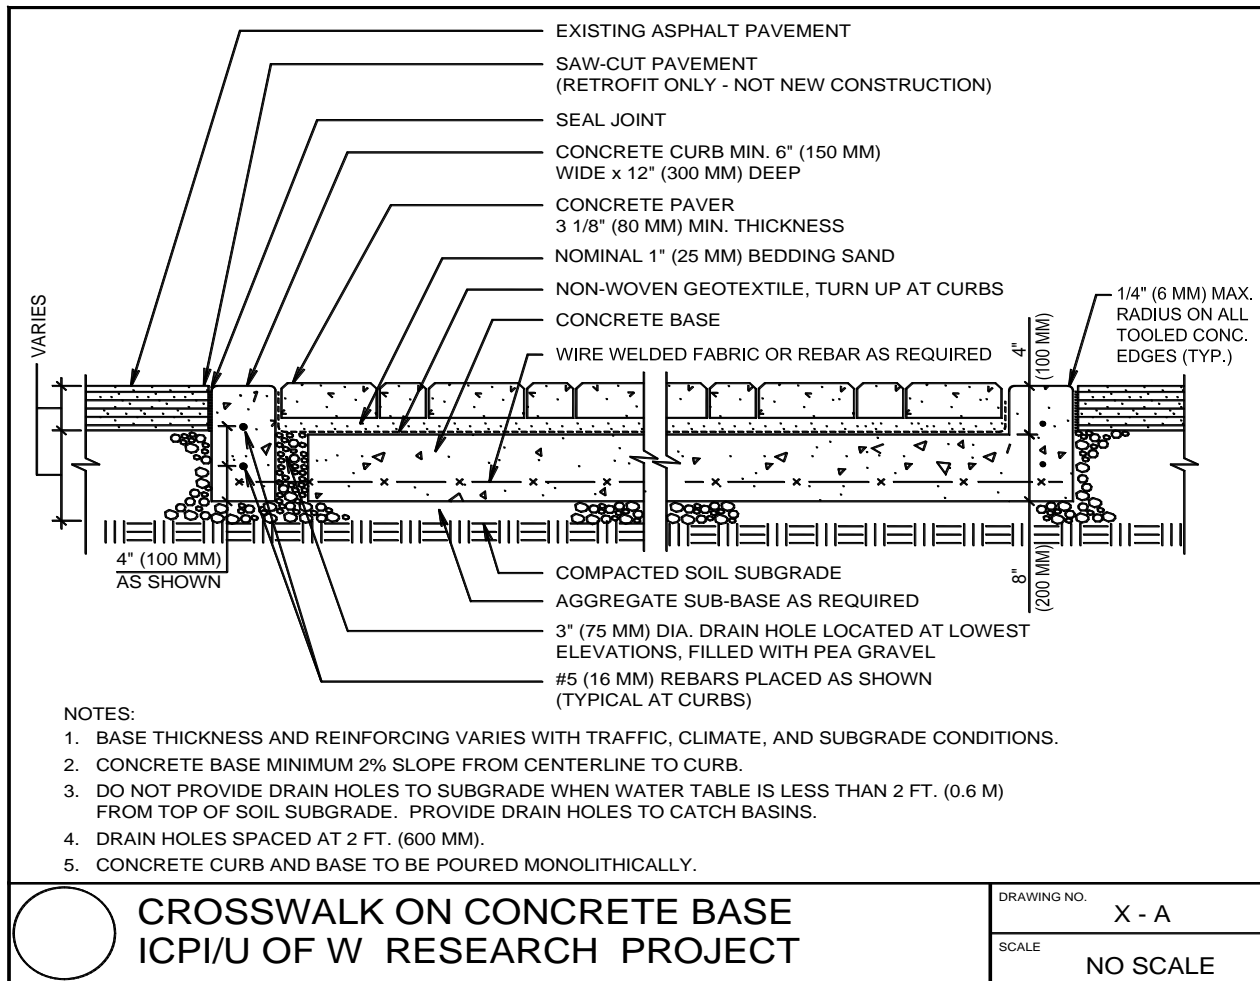 EXISTING ASPHALT PAVEMENT
SAW-CUT PAVEMENT
(RETROFIT ONLY - NOT NEW CONSTRUCTION)
SEAL JOINT
CONCRETE CURB MIN. 6" (150 MM)
WIDE x 12" (300 MM) DEEP
CONCRETE PAVER
3 1/8" (80 MM) MIN. THICKNESS
NOMINAL 1" (25 MM) BEDDING SAND
NON-WOVEN GEOTEXTILE, TURN UP AT CURBS
CONCRETE BASE
WIRE WELDED FABRIC OR REBAR AS REQUIRED
VARIES
4"
(100 MM)
1/4" (6 MM) MAX.
RADIUS ON ALL
TOOLED CONC.
EDGES (TYP.)
4" (100 MM)
AS SHOWN
8"
(200 MM)
COMPACTED SOIL SUBGRADE
AGGREGATE SUB-BASE AS REQUIRED
3" (75 MM) DIA. DRAIN HOLE LOCATED AT LOWEST
ELEVATIONS, FILLED WITH PEA GRAVEL
#5 (16 MM) REBARS PLACED AS SHOWN
(TYPICAL AT CURBS)
NOTES:
1. BASE THICKNESS AND REINFORCING VARIES WITH TRAFFIC, CLIMATE, AND SUBGRADE CONDITIONS.
2. CONCRETE BASE MINIMUM 2% SLOPE FROM CENTERLINE TO CURB.
3. DO NOT PROVIDE DRAIN HOLES TO SUBGRADE WHEN WATER TABLE IS LESS THAN 2 FT. (0.6 M)
FROM TOP OF SOIL SUBGRADE. PROVIDE DRAIN HOLES TO CATCH BASINS.
4. DRAIN HOLES SPACED AT 2 FT. (600 MM).
5. CONCRETE CURB AND BASE TO BE POURED MONOLITHICALLY.
CROSSWALK ON CONCRETE BASE
ICPI/U OF W RESEARCH PROJECT
DRAWING NO.
X - A
SCALE
NO SCALE